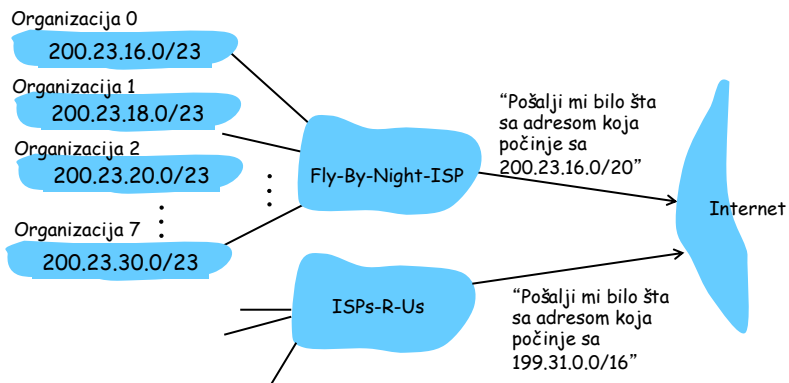 Organizacija 0
200.23.16.0/23
Organizacija 1
200.23.18.0/23
Organizacija 2
200.23.20.0/23
Organizacija 7
200.23.30.0/23
Fly-By-Night-ISP
“Pošalji mi bilo šta
sa adresom koja
počinje sa
200.23.16.0/20”
Internet
ISPs-R-Us
“Pošalji mi bilo šta
sa adresom koja
počinje sa
199.31.0.0/16”